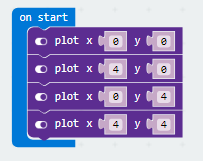 on start
plot x 0 y 0
plot x 4 y 0
plot x 0 y 4
plot x 4 y 4